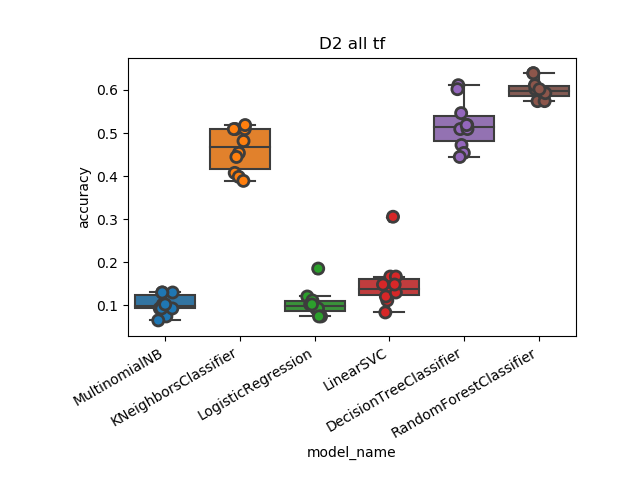 D2 all tf
accuracy
0.6
0.5
0.4
0.3
0.2
0.1
MultinomialNB
KNeighborsClassifier
LogisticRegression
LinearSVC
DecisionTreeClassifier
RandomForestClassifier
model_name